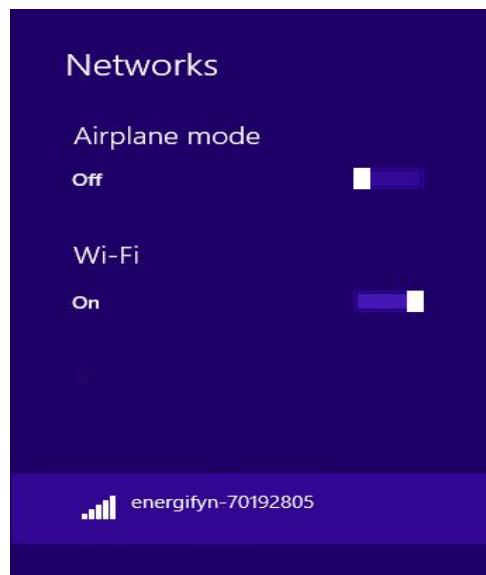 Networks
Airplane mode
Off
Wi-Fi
On
energifyn-70192805